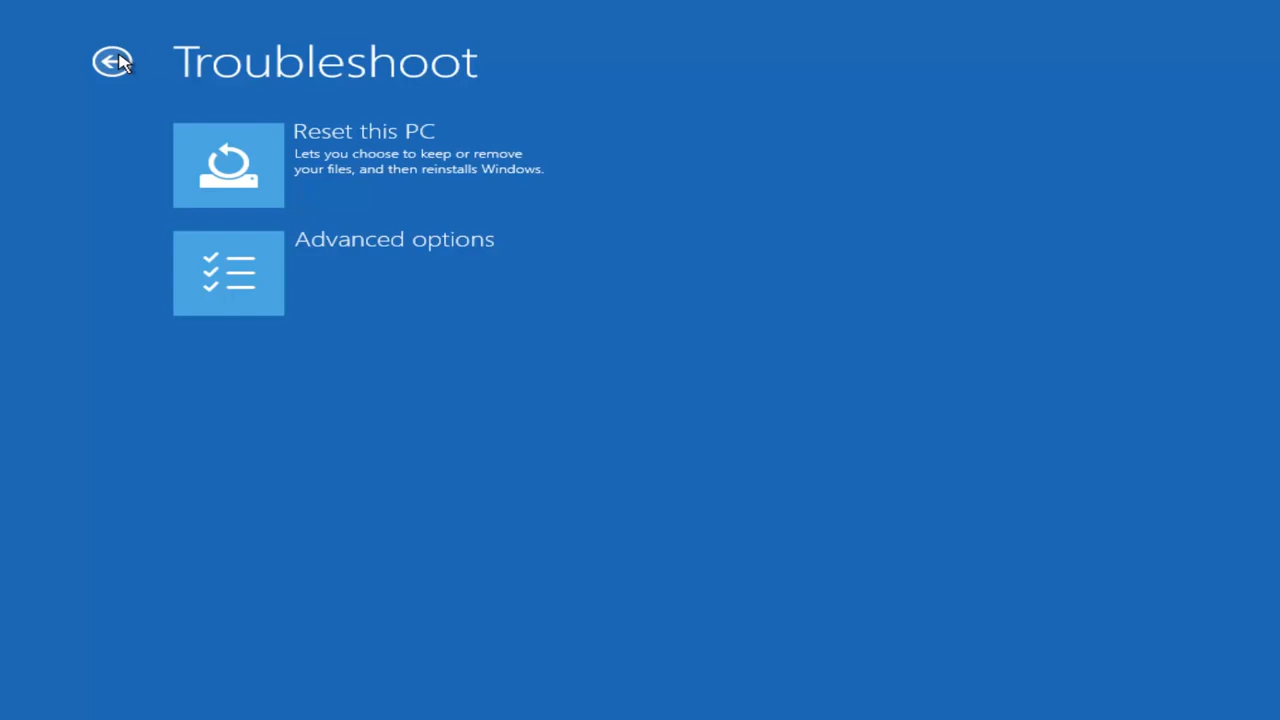 Troubleshoot
Reset this PC
Lets you choose to keep or remove
your files, and then reinstalls Windows.
Advanced options